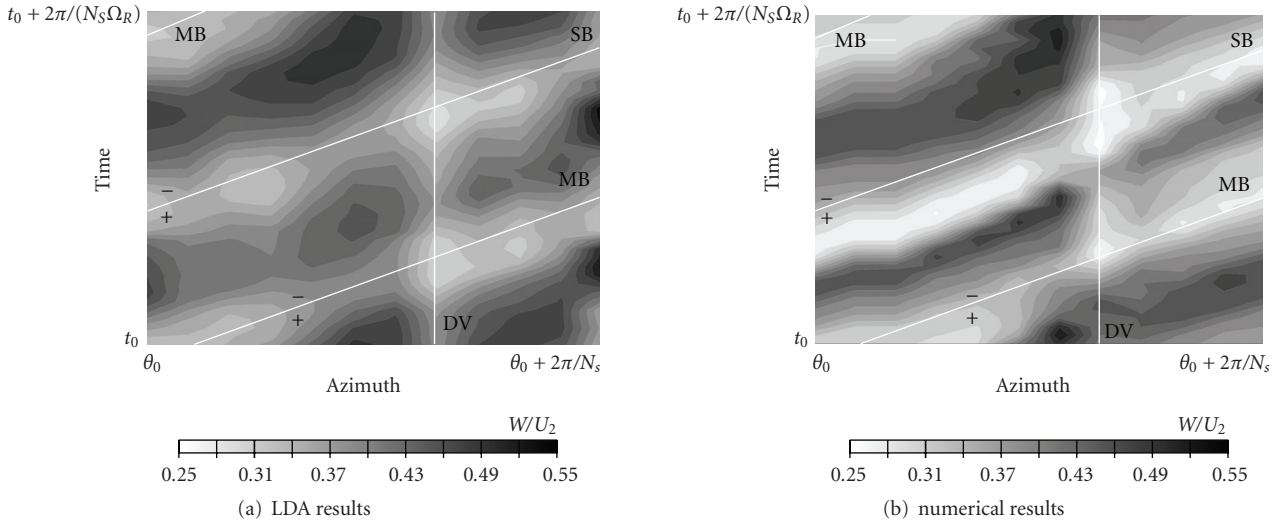 t₀ + 2π/(N_SΩ_R)
MB
SB
Time
−
+
MB
−
+
DV
t₀
θ₀
θ₀ + 2π/N_s
Azimuth
W/U₂
0.25 0.31 0.37 0.43 0.49 0.55
(a) LDA results
t₀ + 2π/(N_SΩ_R)
MB
SB
Time
MB
−
+
−
+
DV
t₀
θ₀
θ₀ + 2π/N_s
Azimuth
W/U₂
0.25 0.31 0.37 0.43 0.49 0.55
(b) numerical results